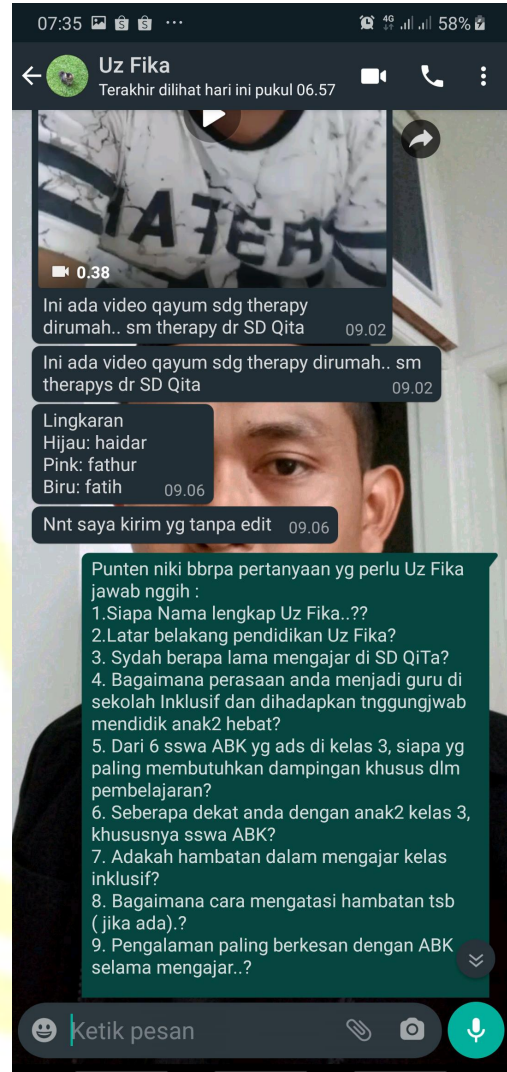 07:35 58%
Uz Fika
Terakhir dilihat hari ini pukul 06.57
HATER
0.38
Ini ada video qayum sdg therapy
dirumah.. sm therapy dr SD Qita 09.02
Ini ada video qayum sdg therapy dirumah.. sm
therapys dr SD Qita 09.02
Lingkaran
Hijau: haidar
Pink: fathur
Biru: fatih 09.06
Nnt saya kirim yg tanpa edit 09.06
Punten niki bbrpa pertanyaan yg perlu Uz Fika
jawab nggih :
1.Siapa Nama lengkap Uz Fika..??
2.Latar belakang pendidikan Uz Fika?
3. Sydah berapa lama mengajar di SD QiTa?
4. Bagaimana perasaan anda menjadi guru di
sekolah Inklusif dan dihadapkan tnggungjwab
mendidik anak2 hebat?
5. Dari 6 sswa ABK yg ads di kelas 3, siapa yg
paling membutuhkan dampingan khusus dlm
pembelajaran?
6. Seberapa dekat anda dengan anak2 kelas 3,
khususnya sswa ABK?
7. Adakah hambatan dalam mengajar kelas
inklusif?
8. Bagaimana cara mengatasi hambatan tsb
( jika ada).?
9. Pengalaman paling berkesan dengan ABK
selama mengajar..?
Ketik pesan